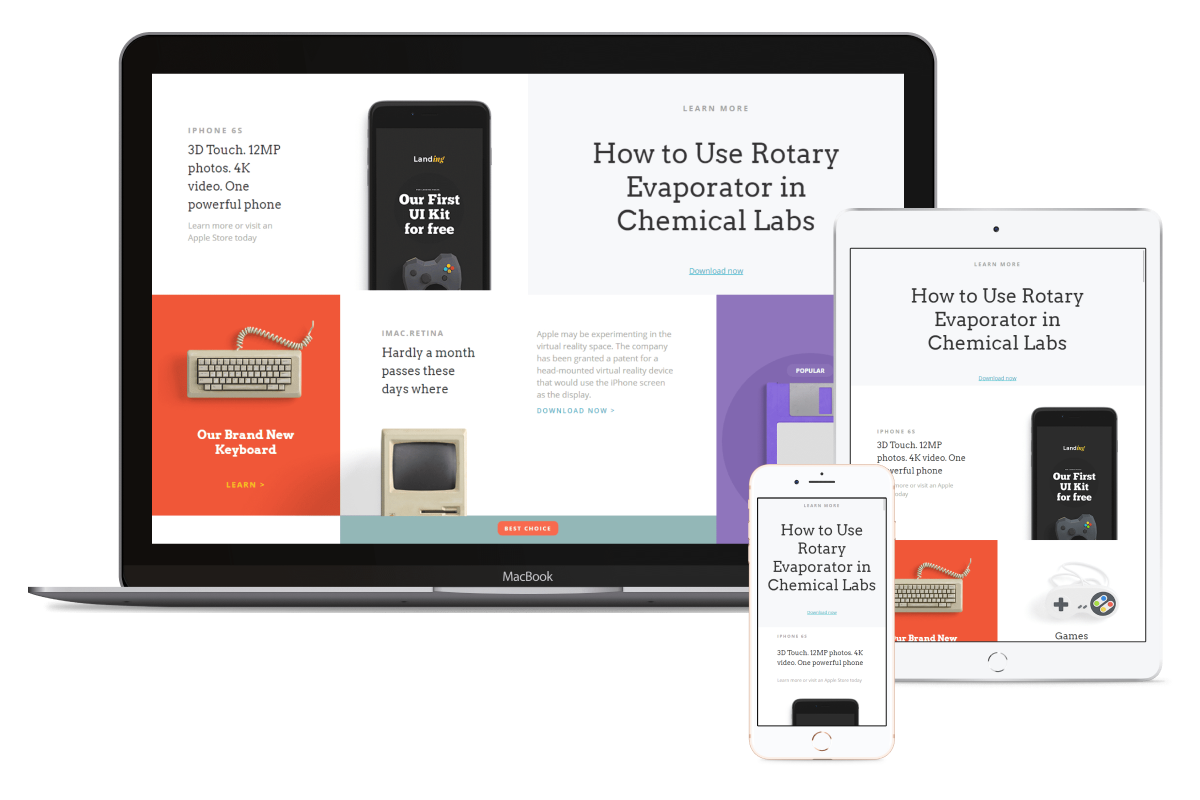 IPHONE 6S
3D Touch. 12MP
photos. 4K
video. One
powerful phone
Learn more or visit an
Apple Store today
Landing
Our First
UI Kit
for free
LEARN MORE
How to Use Rotary
Evaporator in
Chemical Labs
Download now
Our Brand New
Keyboard
LEARN >
IMAC.RETINA
Hardly a month
passes these
days where
Apple may be experimenting in the
virtual reality space. The company
has been granted a patent for a
head-mounted virtual reality device
that would use the iPhone screen
as the display.
DOWNLOAD NOW >
POPULAR
BEST CHOICE
MacBook
LEARN MORE
How to Use Rotary
Evaporator in
Chemical Labs
Download now
IPHONE 6S
3D Touch. 12MP
photos. 4K video. One
powerful phone
more or visit an Apple
today
Landing
Our First
UI Kit
for free
Our Brand New
Games
LEARN MORE
How to Use
Rotary
Evaporator in
Chemical Labs
Download now
IPHONE 6S
3D Touch. 12MP photos. 4K
video. One powerful phone
Learn more or visit an Apple Store today